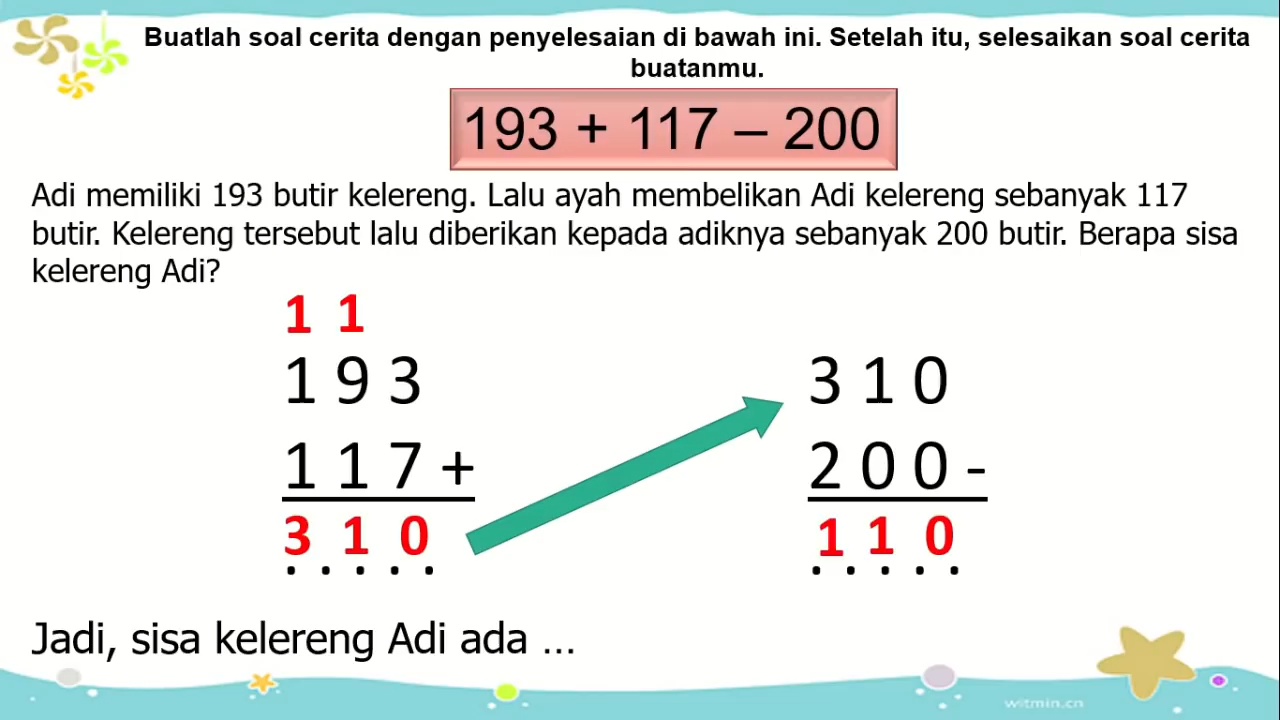 Buatlah soal cerita dengan penyelesaian di bawah ini. Setelah itu, selesaikan soal cerita
buatanmu.
193 + 117 – 200
Adi memiliki 193 butir kelereng. Lalu ayah membelikan Adi kelereng sebanyak 117
butir. Kelereng tersebut lalu diberikan kepada adiknya sebanyak 200 butir. Berapa sisa
kelereng Adi?
1 1
1 9 3
1 1 7 +
3 1 0
. . . . .
3 1 0
2 0 0 -
1 1 0
. . . . .
Jadi, sisa kelereng Adi ada ...
witmin.cn